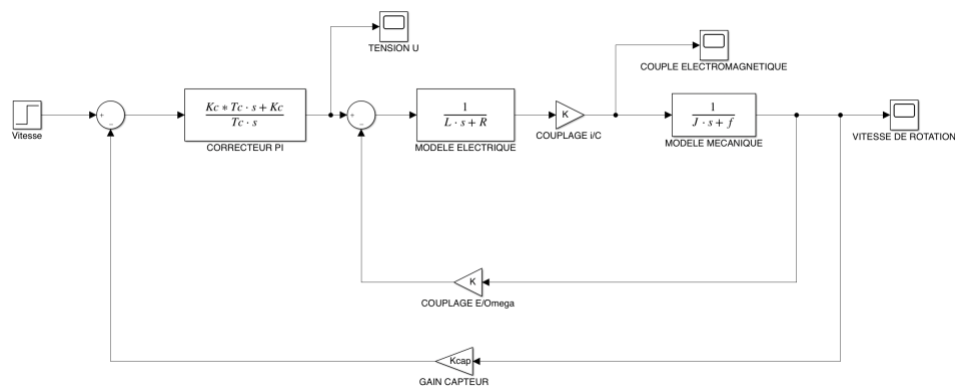 TENSION U
COUPLE ELECTROMAGNETIQUE
Vitesse
+
−
Kc * Tc · s + Kc
Tc · s
CORRECTEUR PI
+
−
1
L · s + R
MODELE ELECTRIQUE
K
COUPLAGE i/C
1
J · s + f
MODELE MECANIQUE
VITESSE DE ROTATION
K
COUPLAGE E/Omega
Kcap
GAIN CAPTEUR